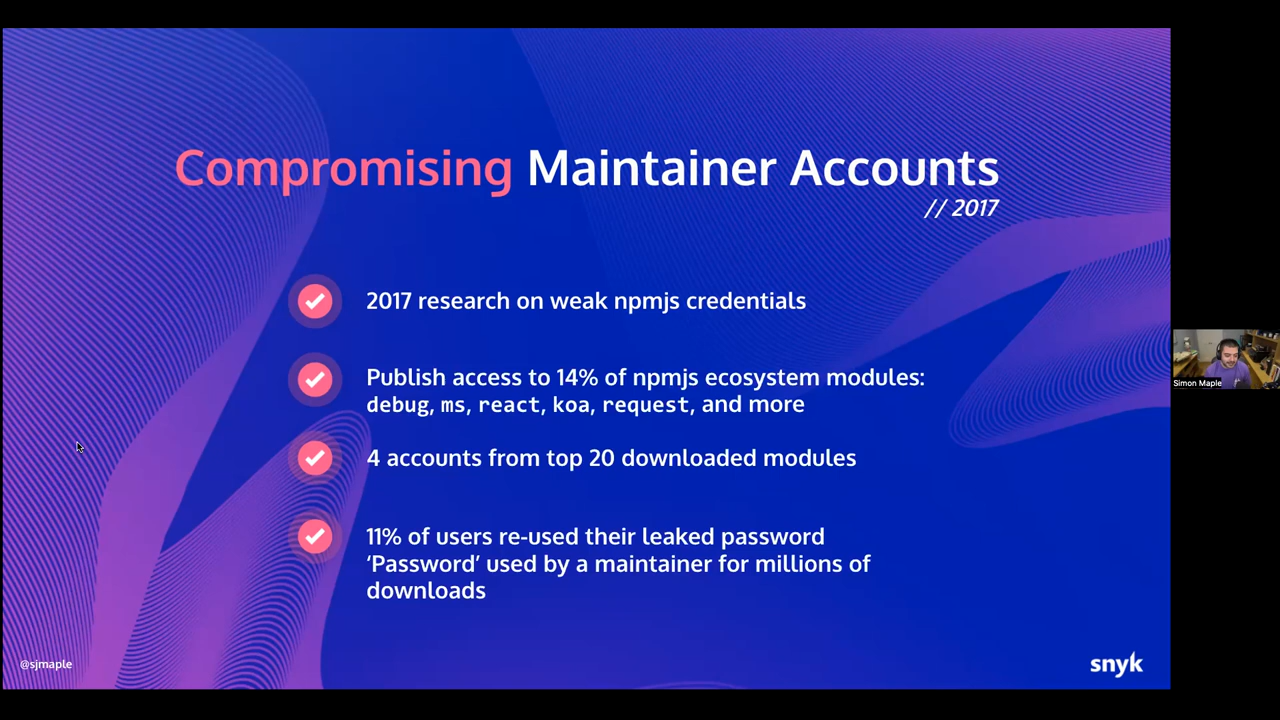 Compromising Maintainer Accounts
// 2017
2017 research on weak npmjs credentials
Publish access to 14% of npmjs ecosystem modules:
debug, ms, react, koa, request, and more
4 accounts from top 20 downloaded modules
11% of users re-used their leaked password
‘Password’ used by a maintainer for millions of
downloads
@sjmaple
snyk
Simon Maple